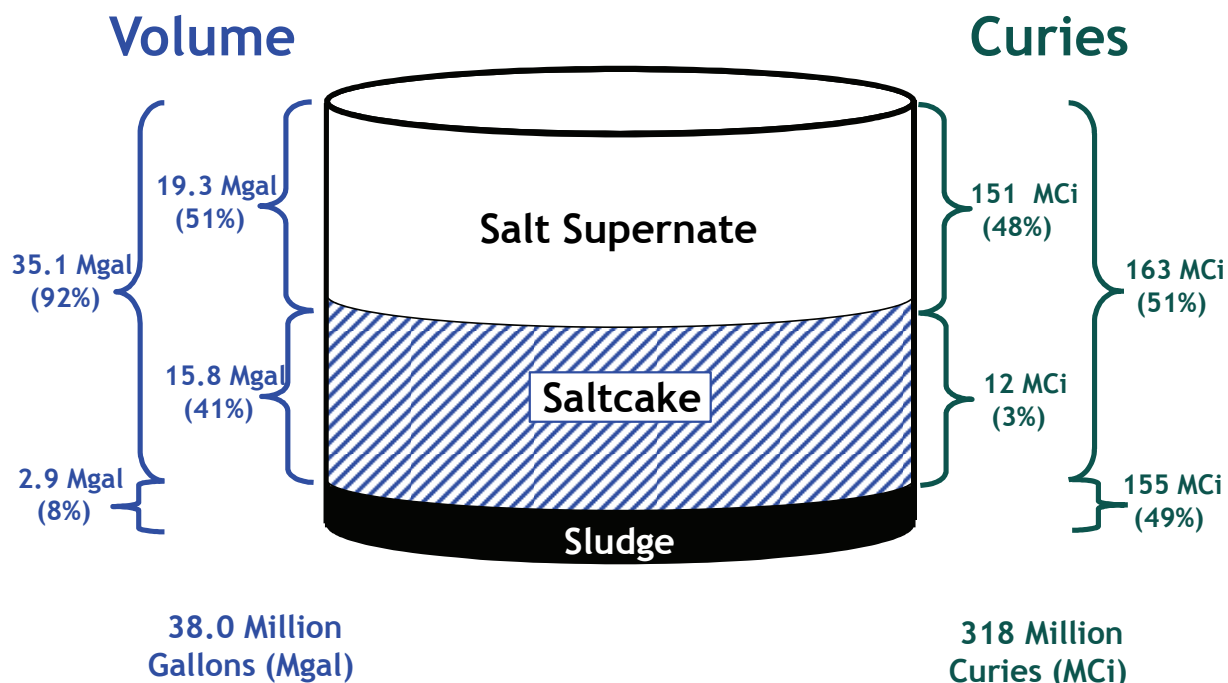 Volume
Curies
19.3 Mgal
(51%)
Salt Supernate
151 MCi
(48%)
35.1 Mgal
(92%)
163 MCi
(51%)
15.8 Mgal
(41%)
Saltcake
12 MCi
(3%)
2.9 Mgal
(8%)
155 MCi
(49%)
Sludge
38.0 Million
Gallons (Mgal)
318 Million
Curies (MCi)